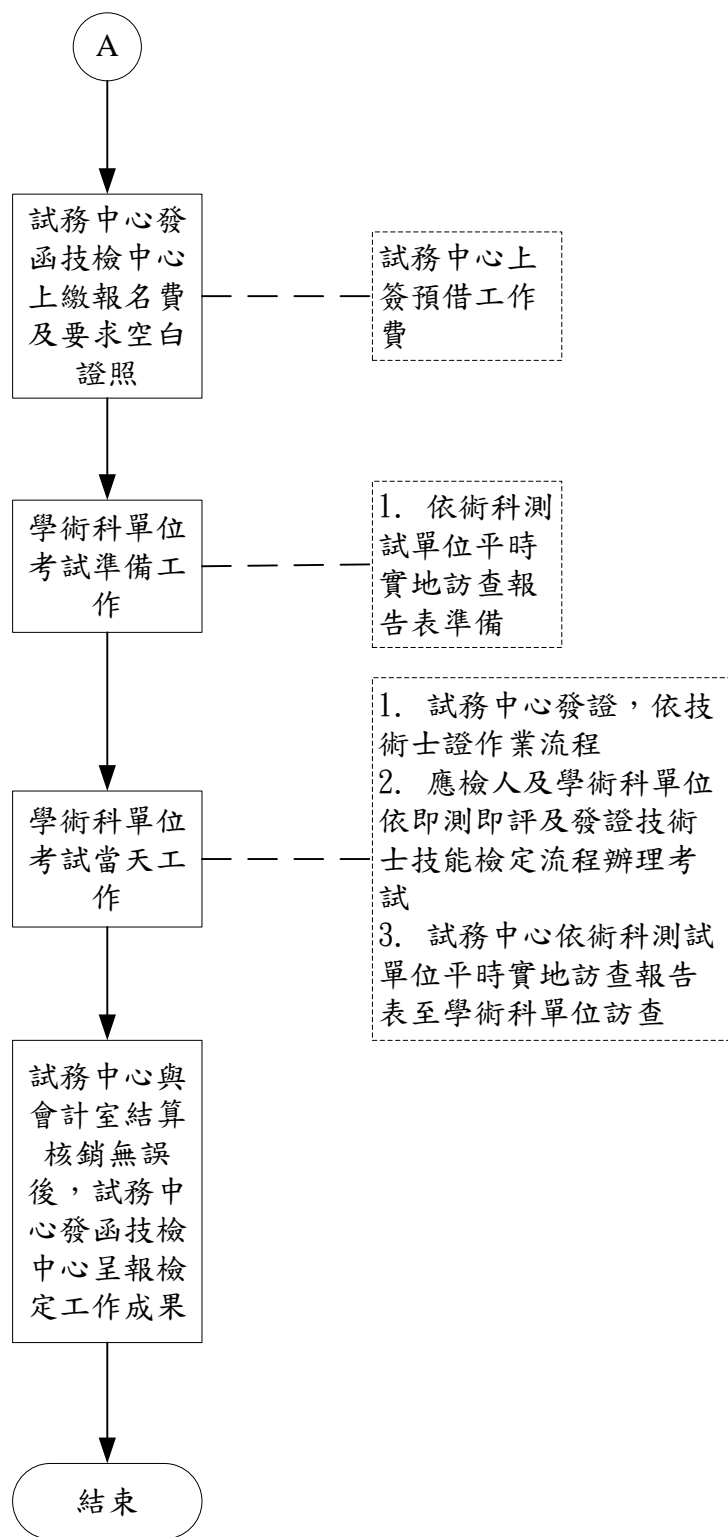 A
試務中心發
函技檢中心
上繳報名費
及要求空白
證照
試務中心上
簽預借工作
費
學術科單位
考試準備工
作
1. 依術科測
試單位平時
實地訪查報
告表準備
學術科單位
考試當天工
作
1. 試務中心發證，依技
術士證作業流程
2. 應檢人及學術科單位
依即測即評及發證技術
士技能檢定流程辦理考
試
3. 試務中心依術科測試
單位平時實地訪查報告
表至學術科單位訪查
試務中心與
會計室結算
核銷無誤
後，試務中
心發函技檢
中心呈報檢
定工作成果
結束